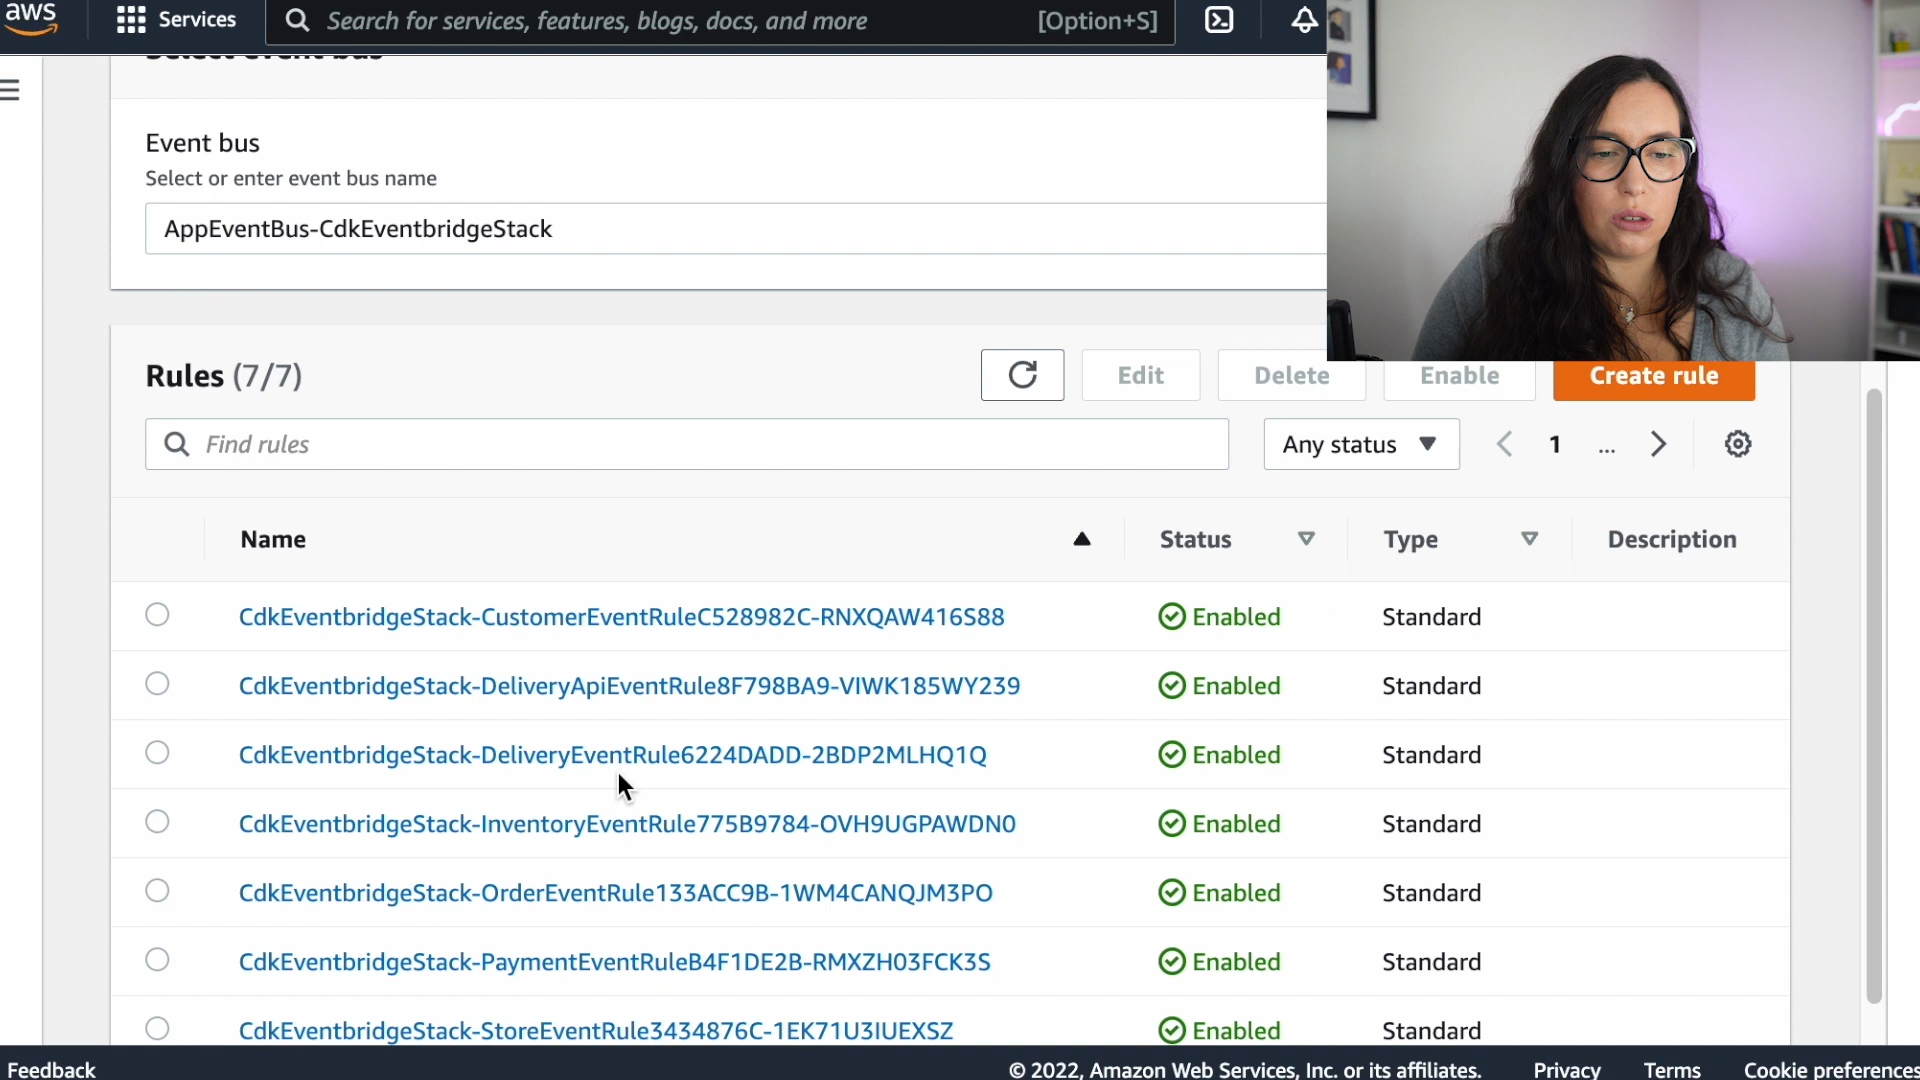 aws
Services
Search for services, features, blogs, docs, and more [Option+S]
Select event bus
Event bus
Select or enter event bus name
AppEventBus-CdkEventbridgeStack
Rules (7/7)
Edit
Delete
Enable
Create rule
Find rules
Any status
1 ...
Name Status Type Description
CdkEventbridgeStack-CustomerEventRuleC528982C-RNXQAW416S88 Enabled Standard
CdkEventbridgeStack-DeliveryApiEventRule8F798BA9-VIWK185WY239 Enabled Standard
CdkEventbridgeStack-DeliveryEventRule6224DADD-2BDP2MLHQ1Q Enabled Standard
CdkEventbridgeStack-InventoryEventRule775B9784-OVH9UGPAWDN0 Enabled Standard
CdkEventbridgeStack-OrderEventRule133ACC9B-1WM4CANQJM3PO Enabled Standard
CdkEventbridgeStack-PaymentEventRuleB4F1DE2B-RMXZH03FCK3S Enabled Standard
CdkEventbridgeStack-StoreEventRule3434876C-1EK71U3IUEXSZ Enabled Standard
Feedback
© 2022, Amazon Web Services, Inc. or its affiliates. Privacy Terms Cookie preferences